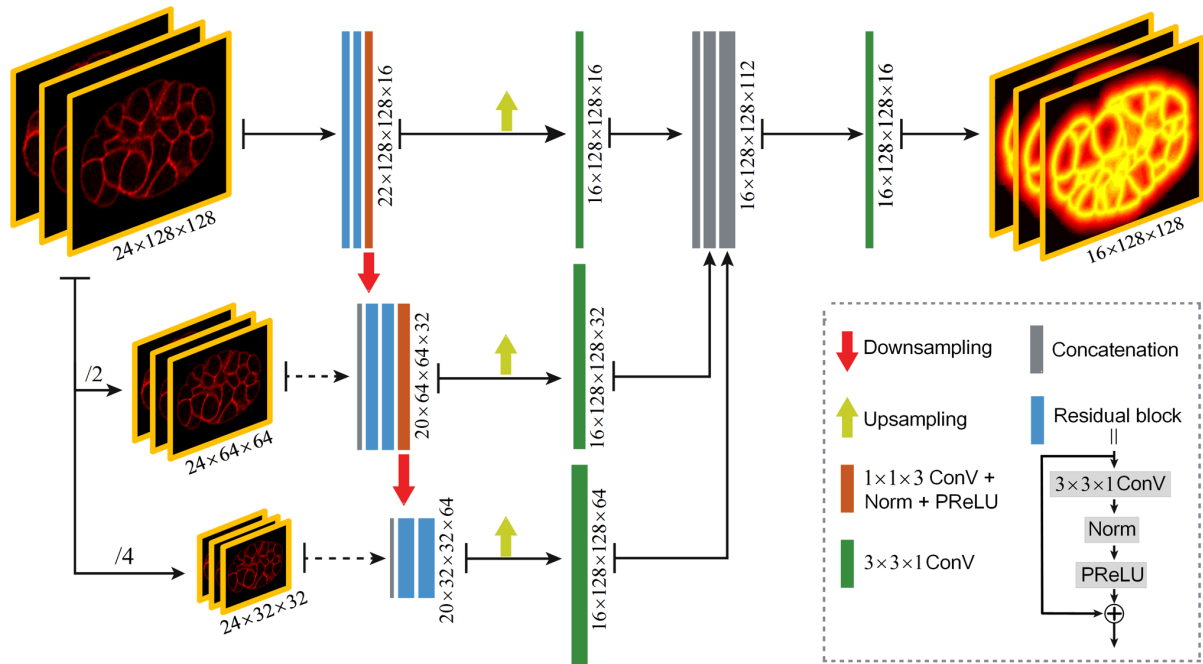 24×128×128
22×128×128×16
16×128×128×16
16×128×128×112
16×128×128×16
16×128×128
/2
24×64×64
20×64×64×32
16×128×128×32
/4
24×32×32
20×32×32×64
16×128×128×64
Downsampling
Upsampling
1×1×3 ConV +
Norm + PReLU
3×3×1 ConV
Concatenation
Residual block
3×3×1 ConV
Norm
PReLU